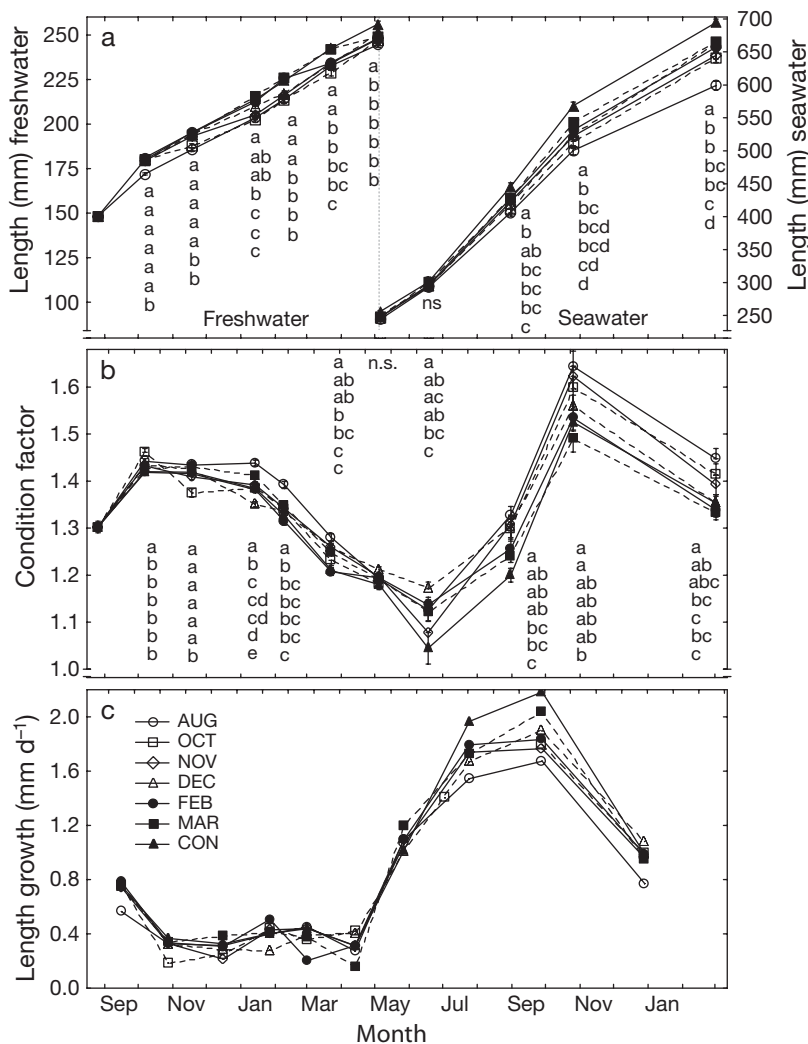 a
Length (mm) freshwater
250
225
200
175
150
125
100
a
a
a
a
a
a
b
a
a
a
a
a
b
b
a
ab
ab
b
c
c
c
a
a
a
b
b
b
b
a
a
b
b
bc
bc
c
a
b
b
b
b
b
b
Freshwater
ns
a
b
ab
bc
bc
bc
c
a
b
bc
bcd
bcd
cd
d
a
b
b
bc
bc
c
d
Seawater
700
650
600
550
500
450
400
350
300
250
Length (mm) seawater
b
Condition factor
1.6
1.5
1.4
1.3
1.2
1.1
1.0
a
ab
ab
b
bc
c
c
n.s.
a
ab
ac
ab
bc
c
c
a
b
b
b
b
b
b
a
a
a
a
a
a
b
a
b
c
cd
cd
d
e
a
b
bc
bc
bc
bc
c
a
ab
ab
ab
bc
bc
c
a
a
ab
ab
ab
ab
b
a
ab
abc
bc
c
bc
c
c
Length growth (mm d–1)
2.0
1.6
1.2
0.8
0.4
0.0
AUG
OCT
NOV
DEC
FEB
MAR
CON
Sep Nov Jan Mar May Jul Sep Nov Jan
Month